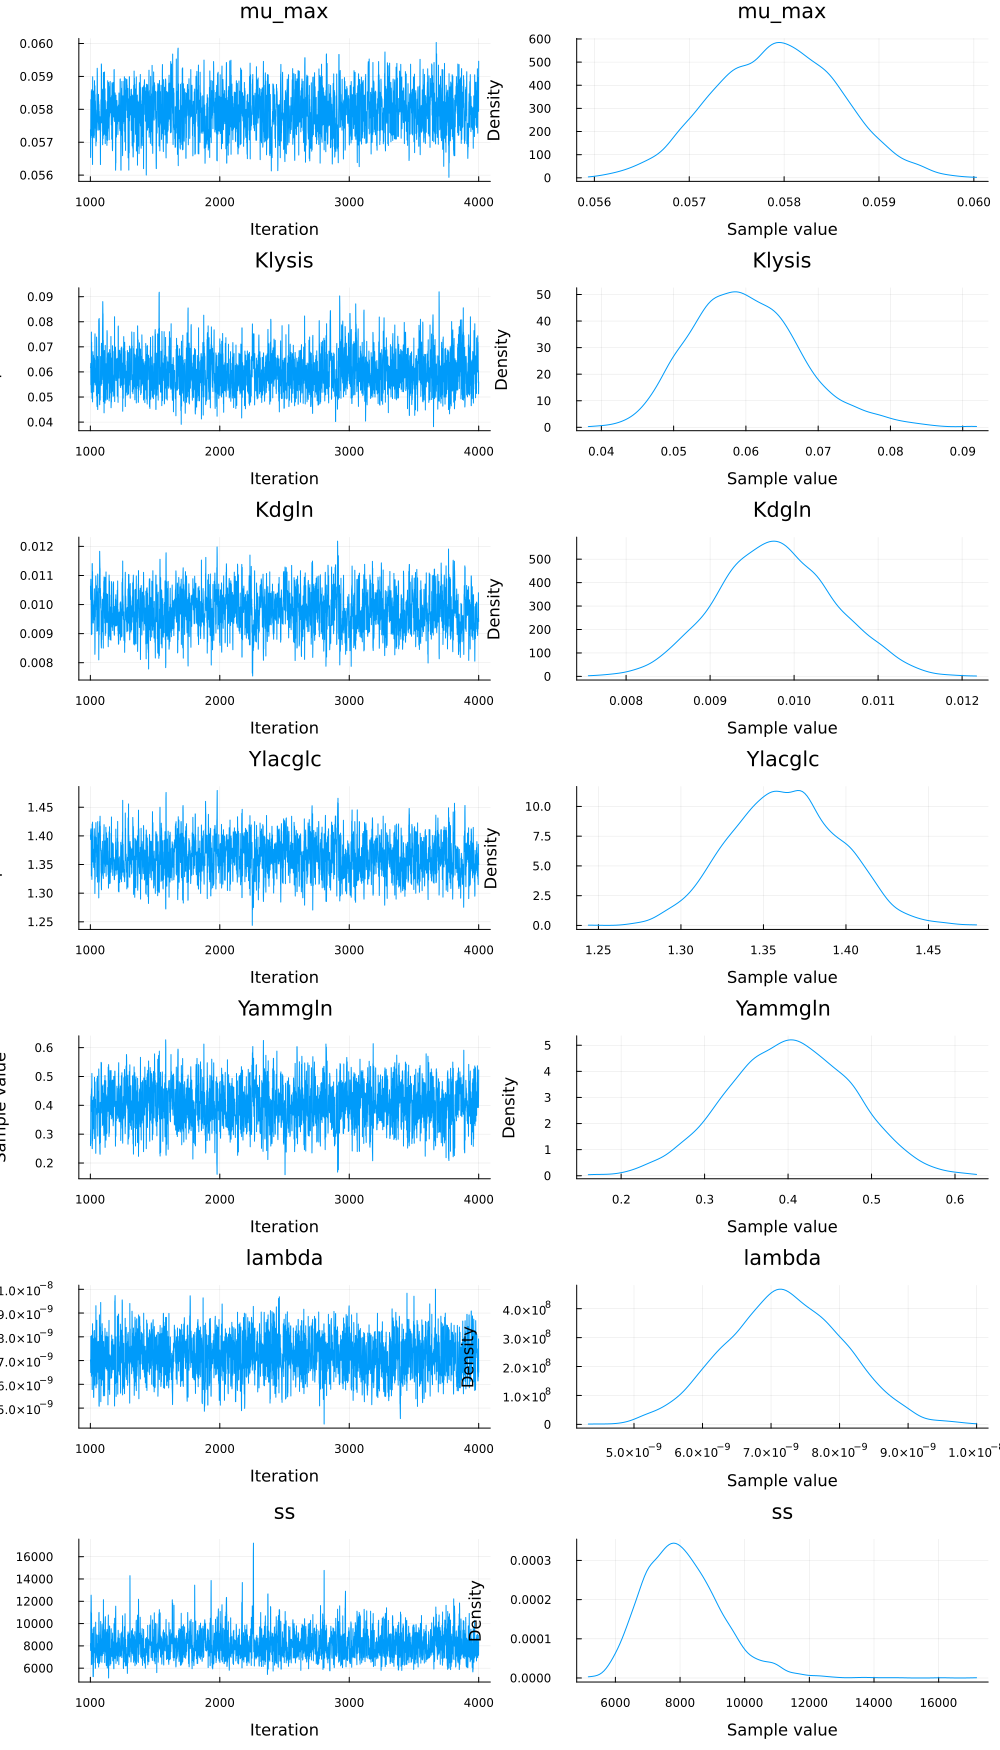 mu_max mu_max
0.060
0.059
0.058
0.057
0.056
1000 2000 3000 4000
Iteration
Density
600
500
400
300
200
100
0
0.056 0.057 0.058 0.059 0.060
Sample value
Klysis Klysis
0.09
0.08
0.07
0.06
0.05
0.04
1000 2000 3000 4000
Iteration
Density
50
40
30
20
10
0
0.04 0.05 0.06 0.07 0.08 0.09
Sample value
Kdgln Kdgln
0.012
0.011
0.010
0.009
0.008
1000 2000 3000 4000
Iteration
Density
500
400
300
200
100
0
0.008 0.009 0.010 0.011 0.012
Sample value
Ylacglc Ylacglc
1.45
1.40
1.35
1.30
1.25
1000 2000 3000 4000
Iteration
Density
10.0
7.5
5.0
2.5
0.0
1.25 1.30 1.35 1.40 1.45
Sample value
Yammgln Yammgln
Sample value
0.6
0.5
0.4
0.3
0.2
1000 2000 3000 4000
Iteration
Density
5
4
3
2
1
0
0.2 0.3 0.4 0.5 0.6
Sample value
lambda lambda
1.0×10⁻⁸
9.0×10⁻⁹
8.0×10⁻⁹
7.0×10⁻⁹
6.0×10⁻⁹
5.0×10⁻⁹
1000 2000 3000 4000
Iteration
Density
4.0×10⁸
3.0×10⁸
2.0×10⁸
1.0×10⁸
0
5.0×10⁻⁹ 6.0×10⁻⁹ 7.0×10⁻⁹ 8.0×10⁻⁹ 9.0×10⁻⁹ 1.0×10⁻⁸
Sample value
ss ss
16000
14000
12000
10000
8000
6000
1000 2000 3000 4000
Iteration
Density
0.0003
0.0002
0.0001
0.0000
6000 8000 10000 12000 14000 16000
Sample value